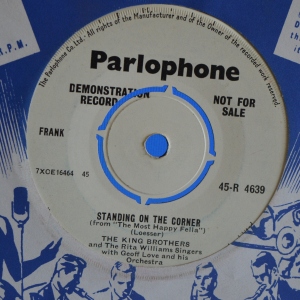 The Parlophone Co. Ltd. All rights of the Manufacturer and of the Owner of the recorded work reserved
Parlophone
DEMONSTRATION
RECORD
NOT FOR
SALE
FRANK
7XCE16464 45
45-R 4639
STANDING ON THE CORNER
(from "The Most Happy Fella")
(Loesser)
THE KING BROTHERS
and The Rita Williams Singers
with Geoff Love and his
Orchestra